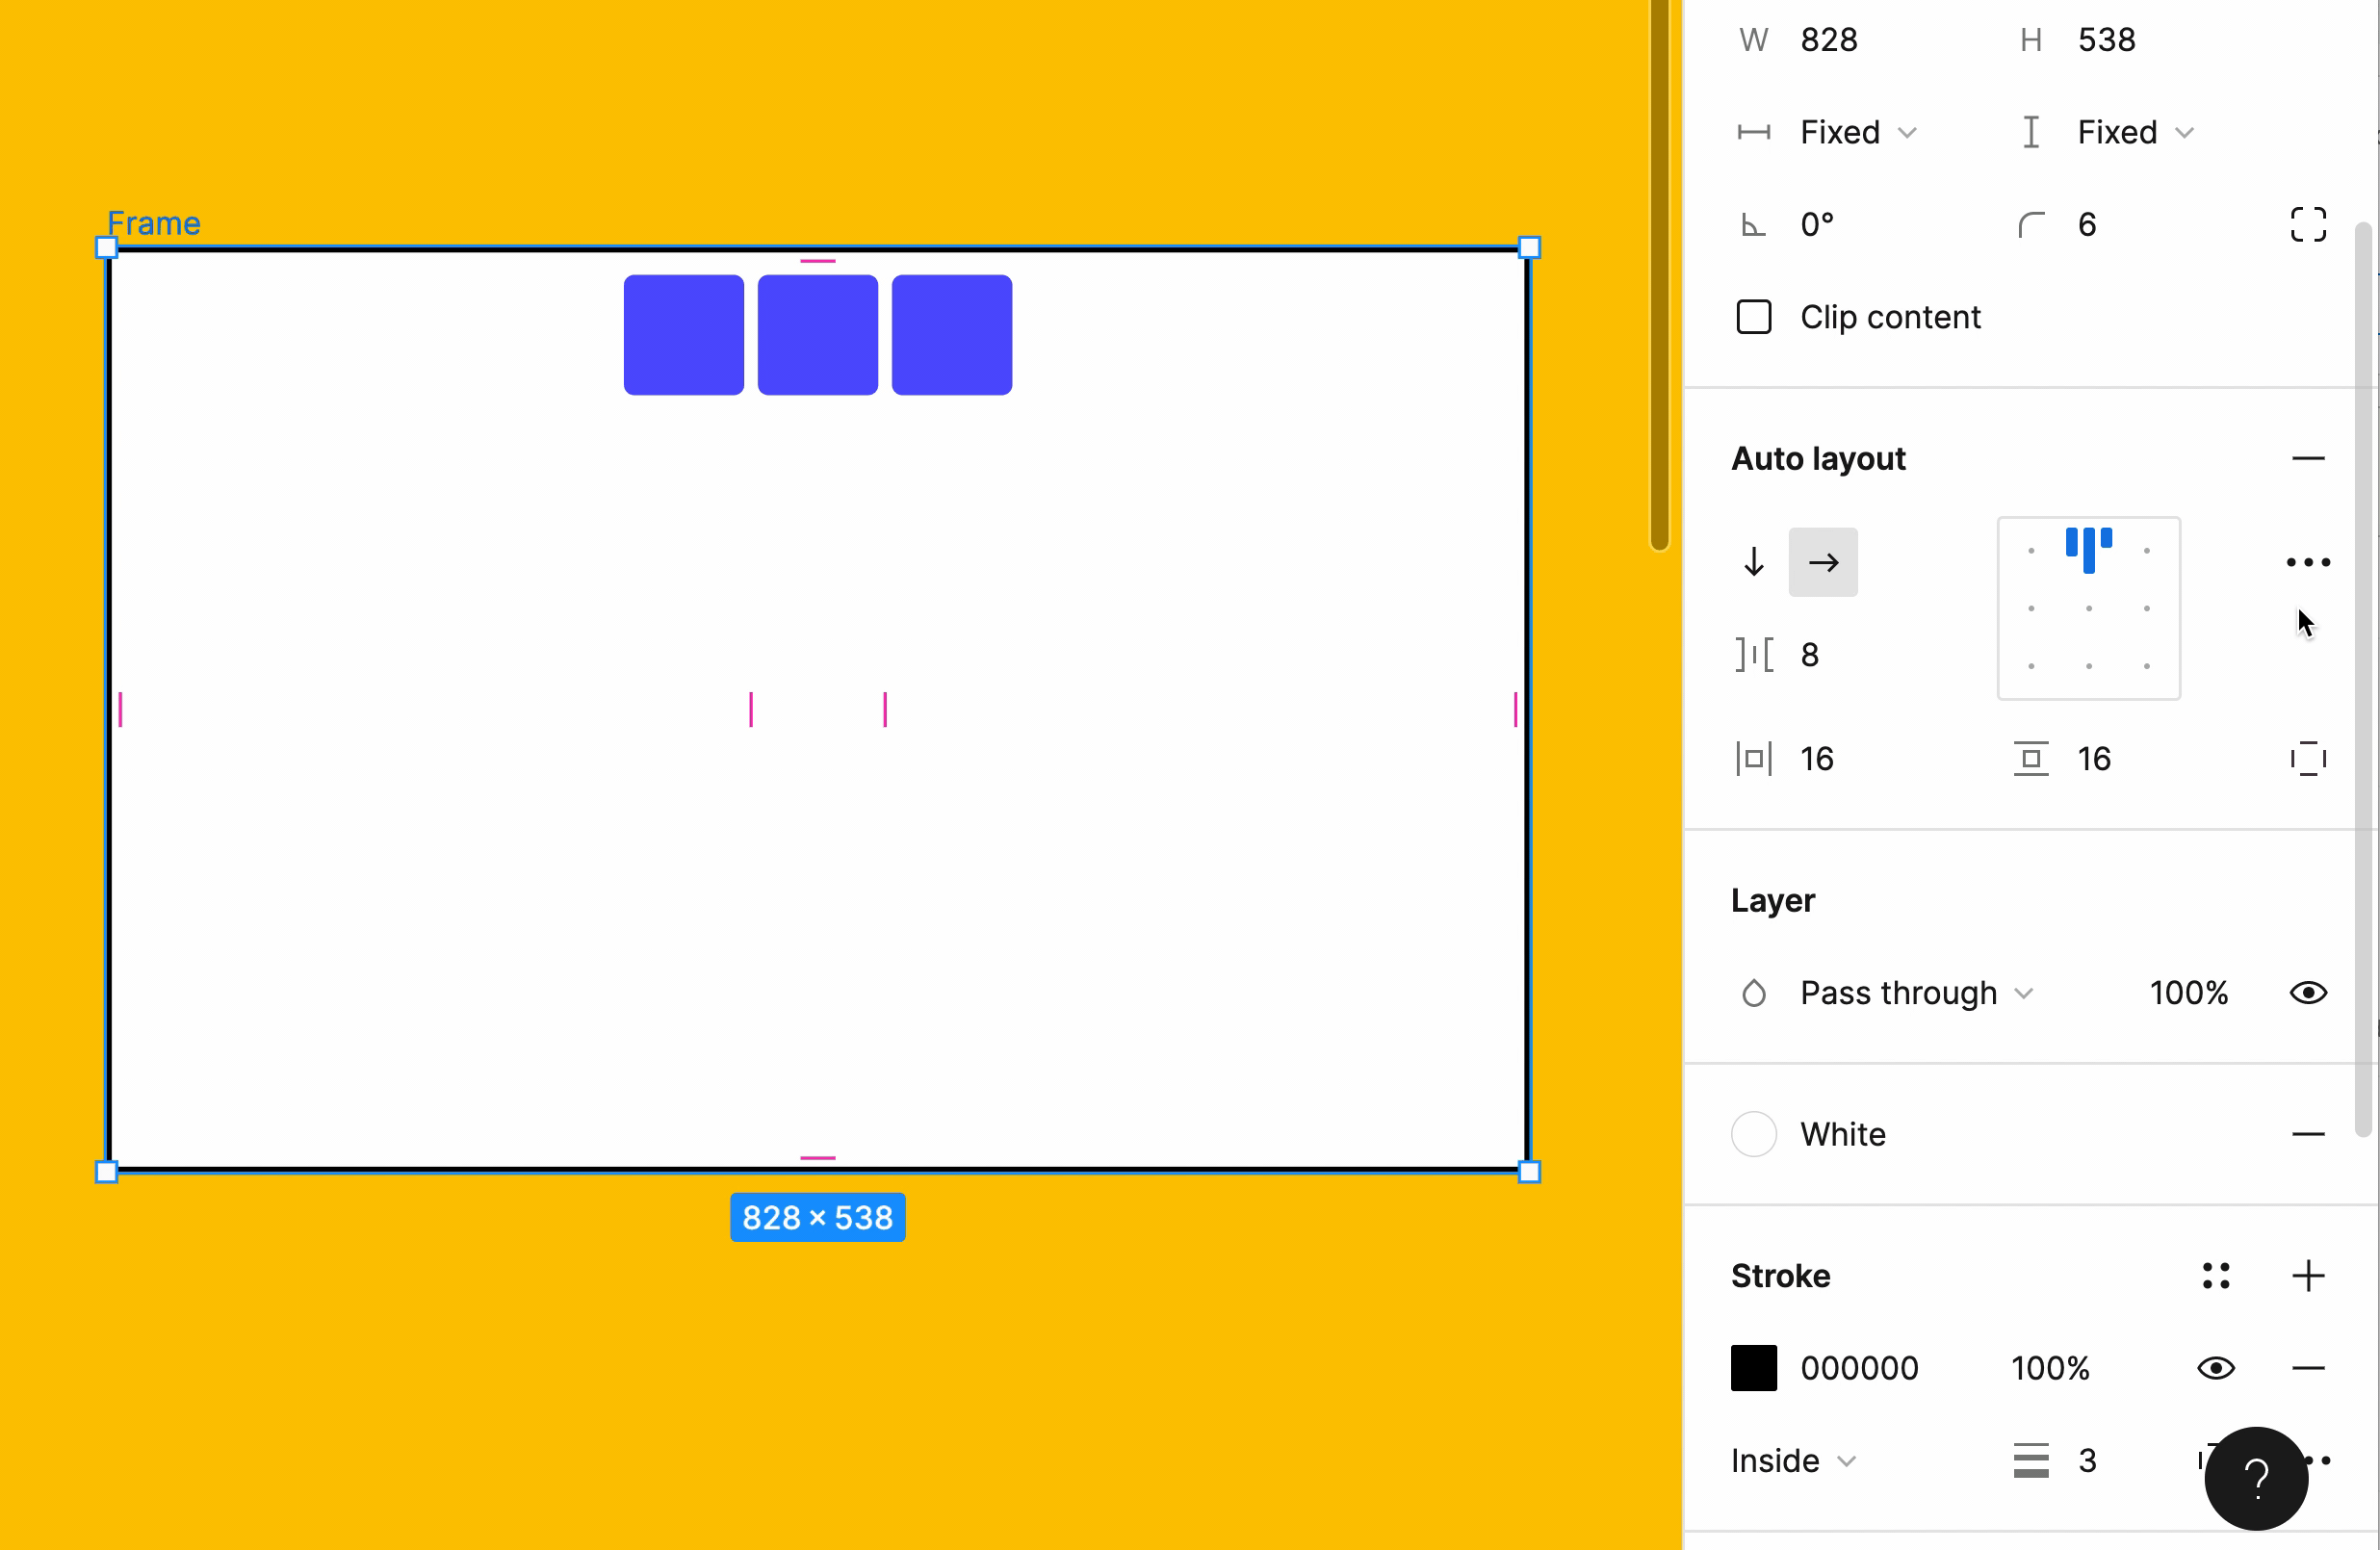 W 828 H 538
Fixed Fixed
0° 6
Clip content
Frame
Auto layout
8
16 16
Layer
Pass through 100%
White
828 × 538
Stroke
000000 100%
Inside 3
?